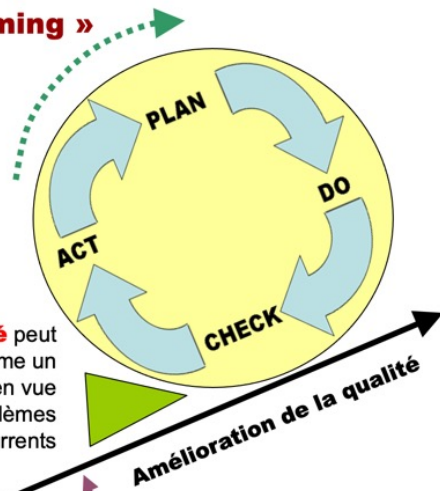 ming »
PLAN
DO
ACT
CHECK
é peut
me un
en vue
lèmes
rrents
Amélioration de la qualité